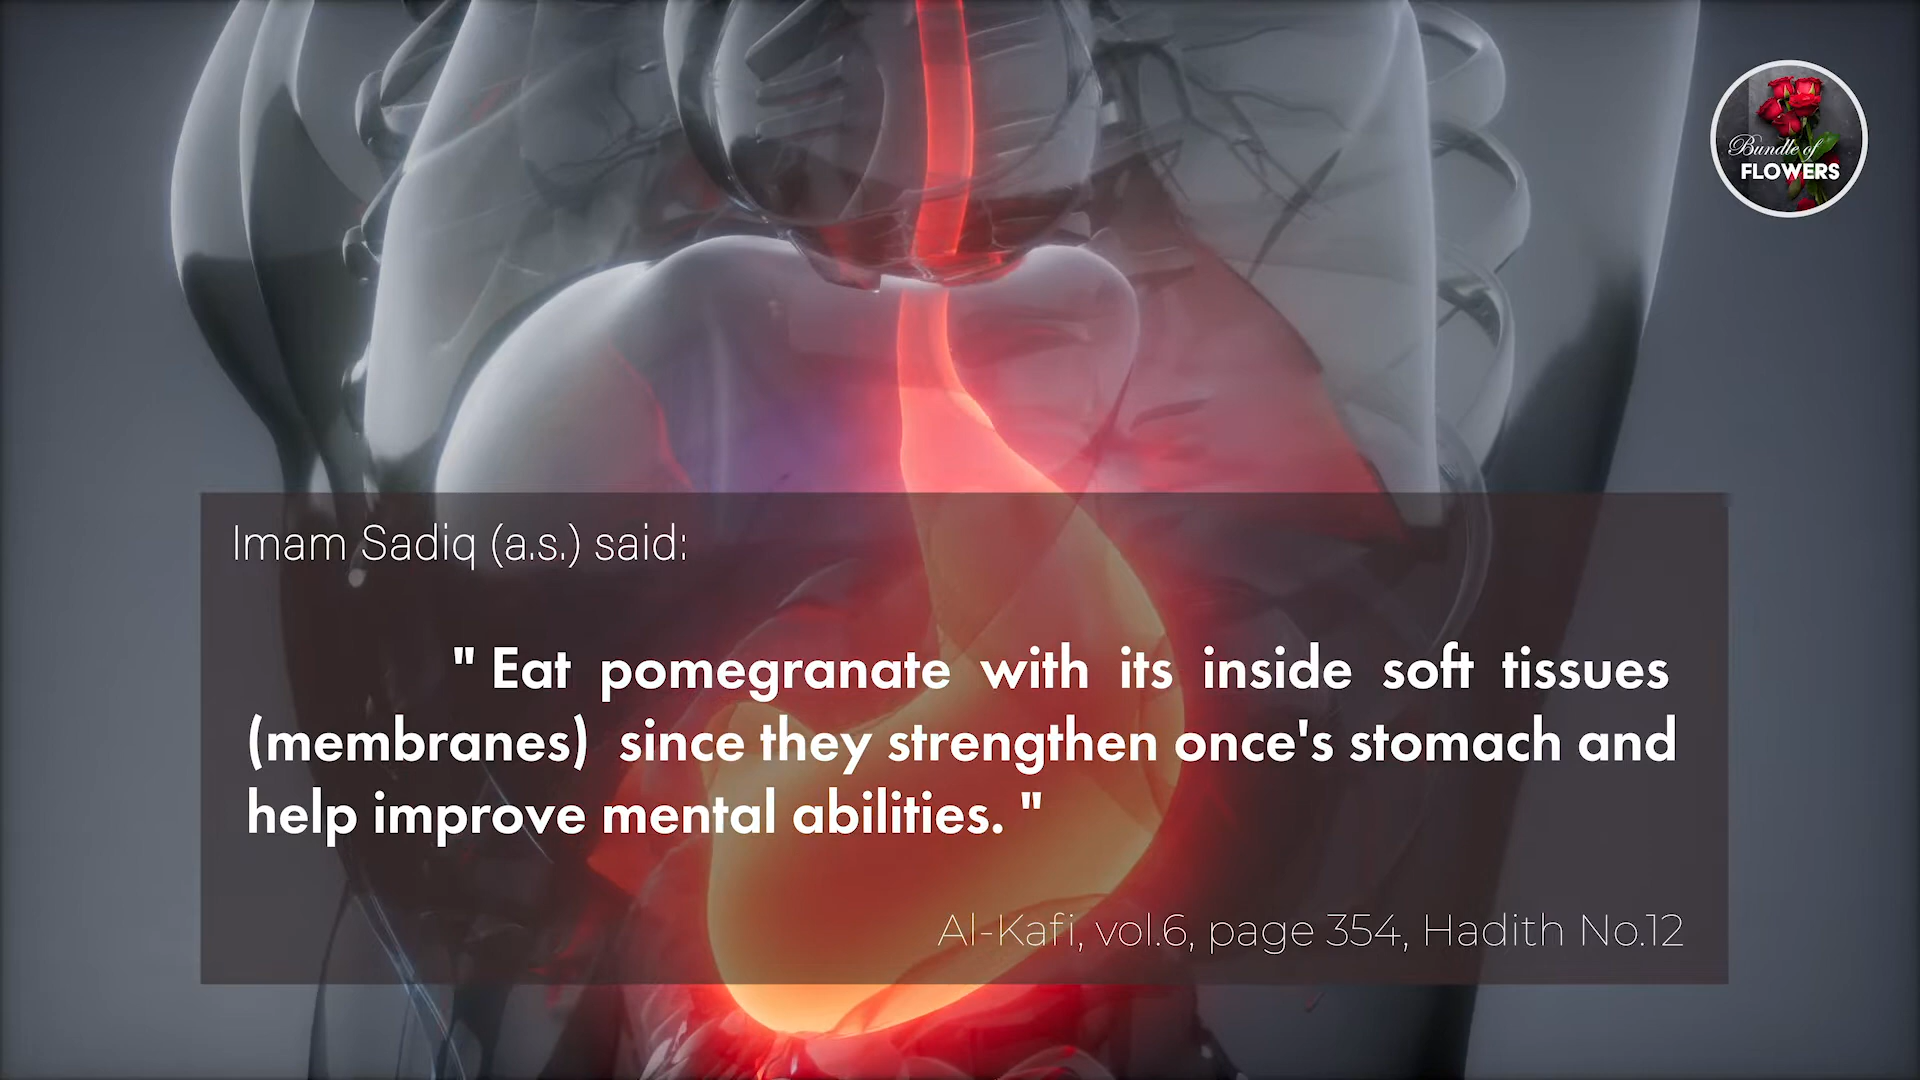 Bundle of
FLOWERS
Imam Sadiq (a.s.) said:
" Eat pomegranate with its inside soft tissues
(membranes) since they strengthen once's stomach and
help improve mental abilities. "
Al-Kafi, vol.6, page 354, Hadith No.12